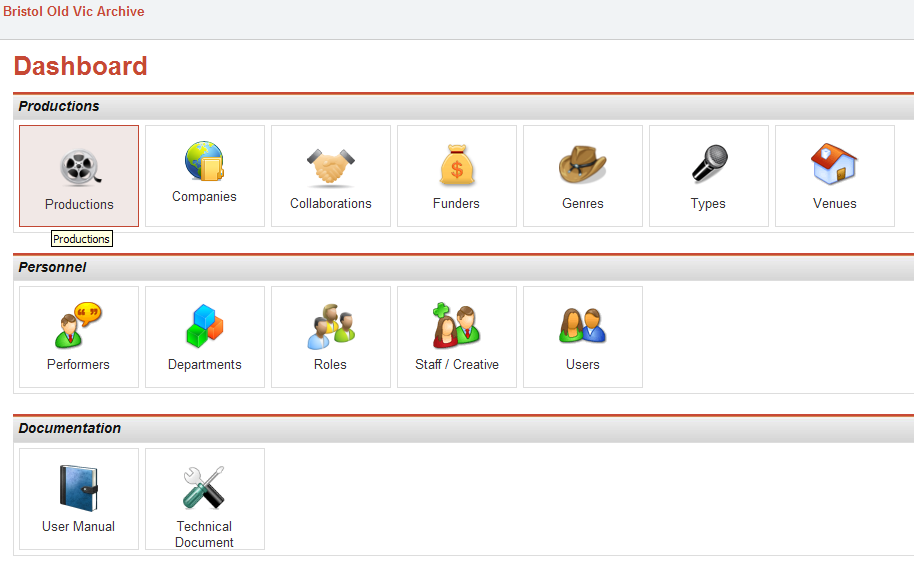 Bristol Old Vic Archive
Dashboard
Productions
Productions
Companies
Collaborations
Funders
Genres
Types
Venues
Productions
Personnel
Performers
Departments
Roles
Staff / Creative
Users
Documentation
User Manual
Technical
Document